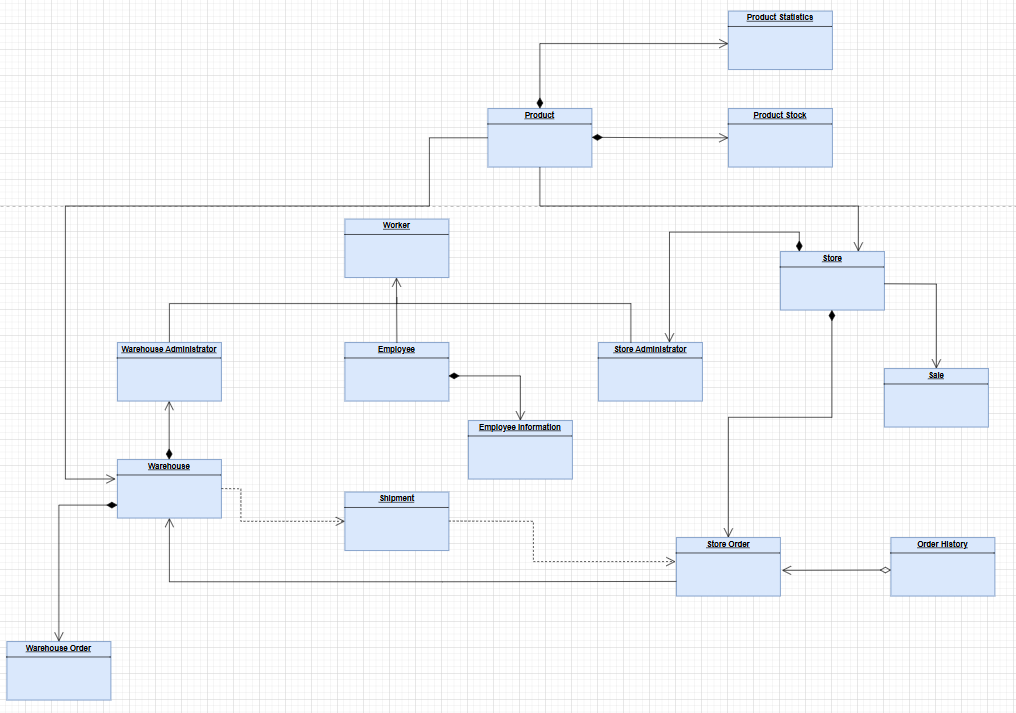 Product Statistics
Product
Product Stock
Worker
Store
Warehouse Administrator
Employee
Store Administrator
Sale
Employee Information
Warehouse
Shipment
Store Order
Order History
Warehouse Order